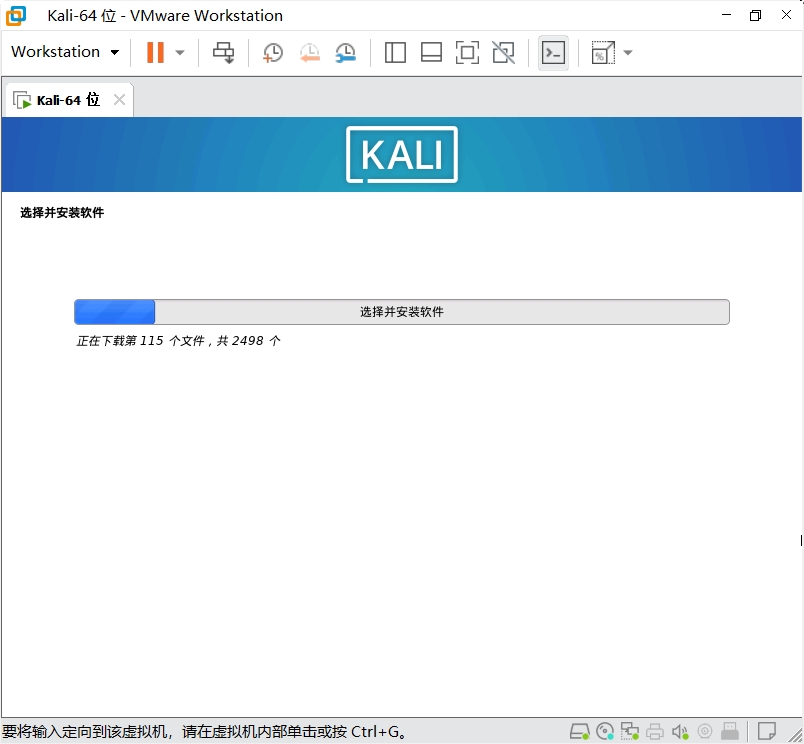 Kali-64 位 - VMware Workstation
Workstation
Kali-64 位
KALI
选择并安装软件
选择并安装软件
正在下载第 115 个文件，共 2498 个
要将输入定向到该虚拟机，请在虚拟机内部单击或按 Ctrl+G。